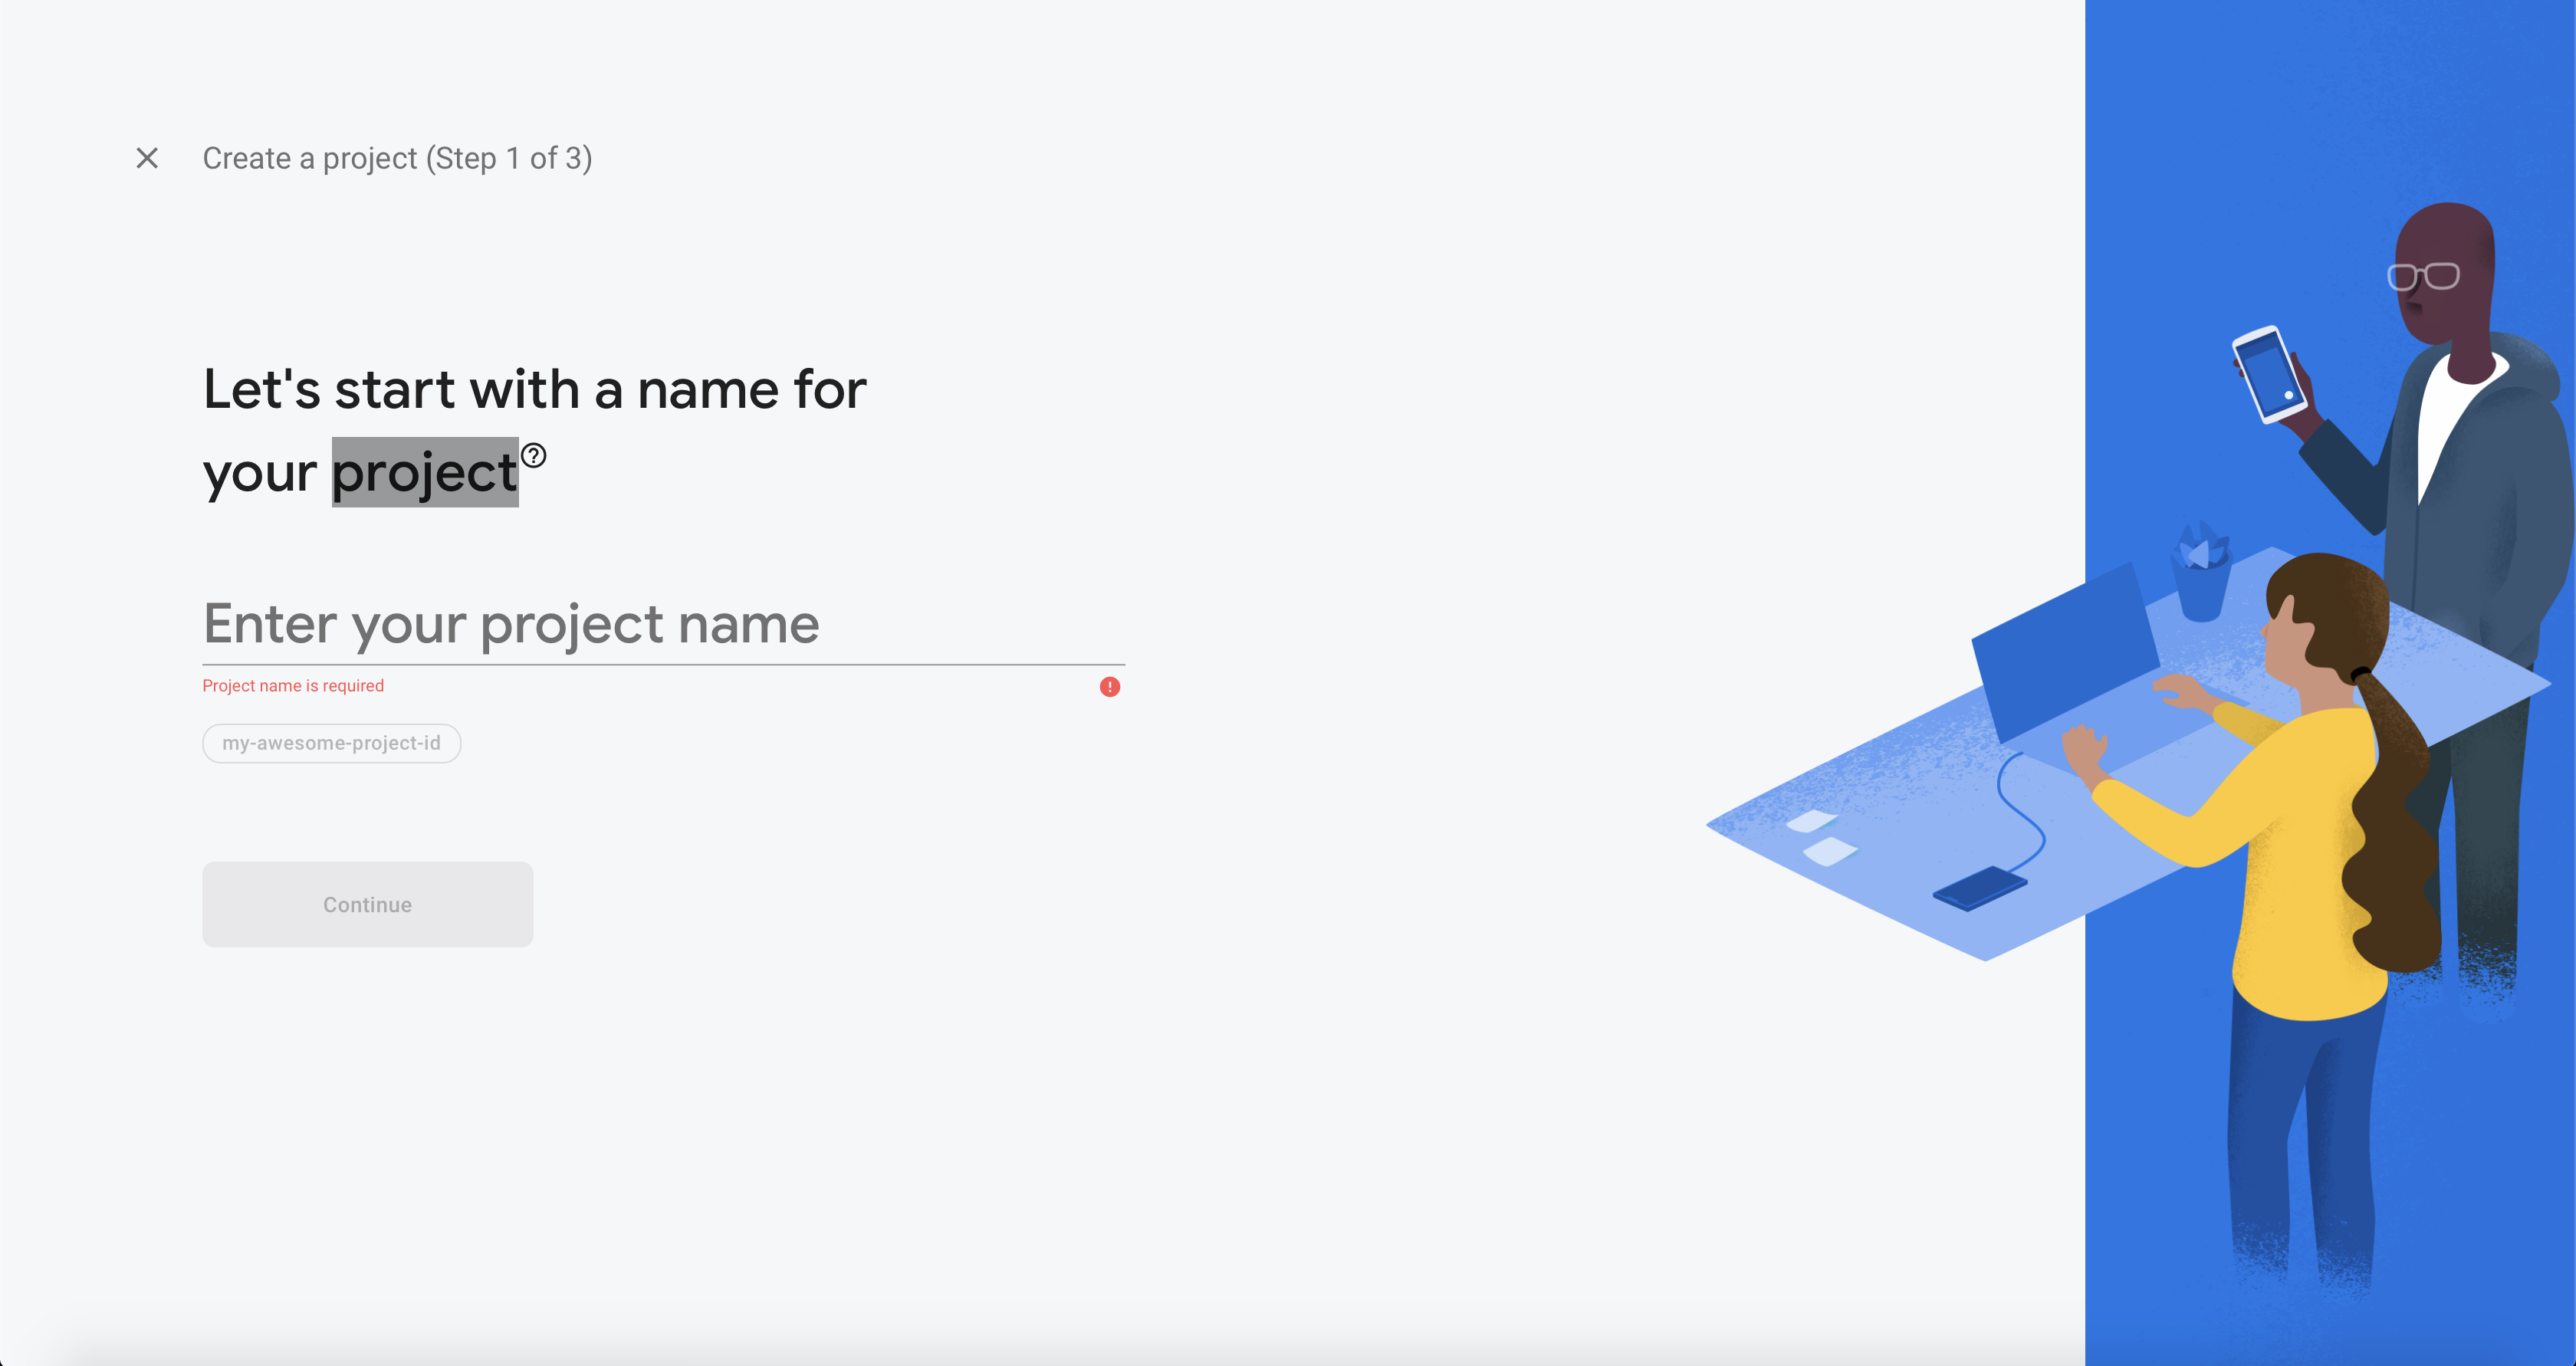 Create a project (Step 1 of 3)
Let's start with a name for
your project
Enter your project name
Project name is required
my-awesome-project-id
Continue